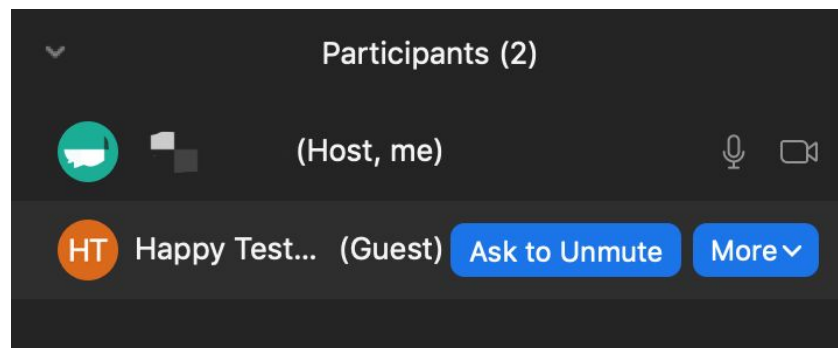 Participants (2)
(Host, me)
HT Happy Test... (Guest) Ask to Unmute More